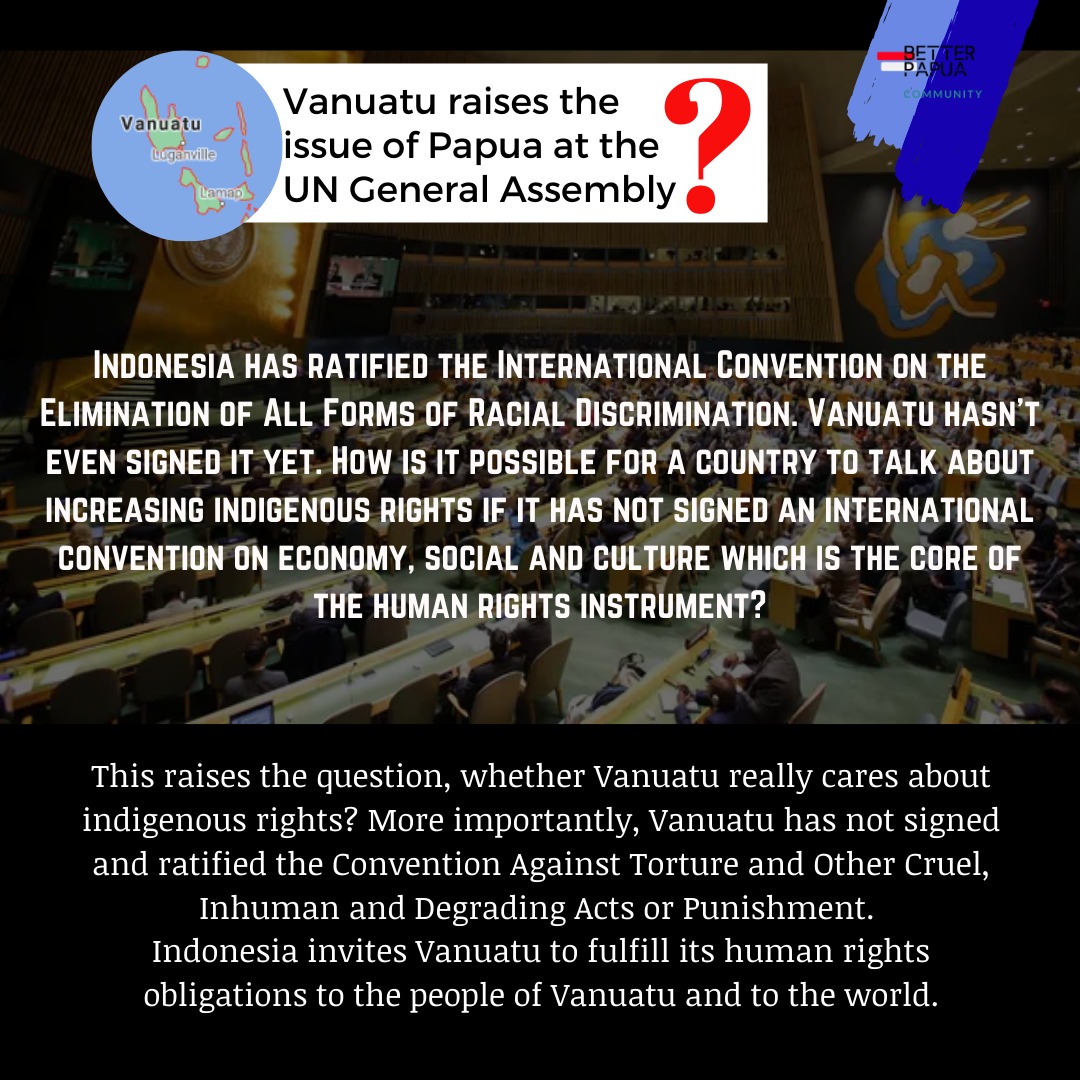 Vanuatu
Luganville
Lamap
Vanuatu raises the
issue of Papua at the
UN General Assembly
?
BETTER
PAPUA
COMMUNITY
Indonesia has ratified the International Convention on the
Elimination of All Forms of Racial Discrimination. Vanuatu hasn't
even signed it yet. How is it possible for a country to talk about
increasing indigenous rights if it has not signed an international
convention on economy, social and culture which is the core of
the human rights instrument?
This raises the question, whether Vanuatu really cares about
indigenous rights? More importantly, Vanuatu has not signed
and ratified the Convention Against Torture and Other Cruel,
Inhuman and Degrading Acts or Punishment.
Indonesia invites Vanuatu to fulfill its human rights
obligations to the people of Vanuatu and to the world.